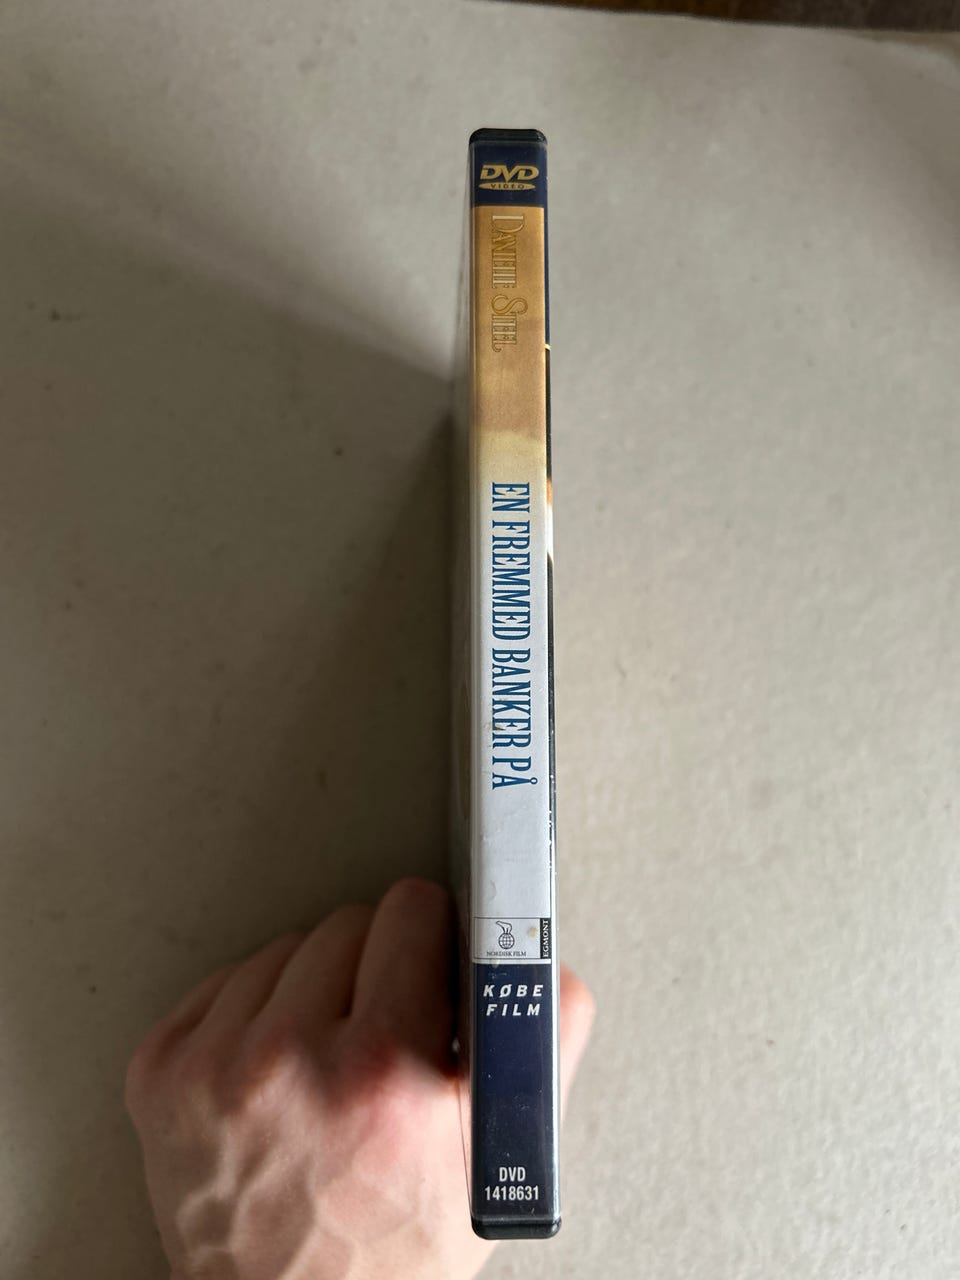 DVD
VIDEO
DANIELLE STEEL
EN FREMMED BANKER PÅ
NORDISK FILM
EGMONT
KØBE
FILM
DVD
1418631